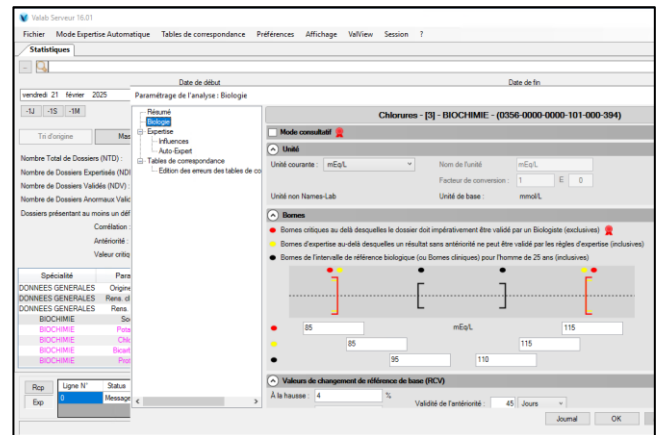 Valab Serveur 16.01
Fichier Mode Expertise Automatique Tables de correspondance Préférences Affichage ValView Session ?
Statistiques
Date de début Date de fin
vendredi 21 février 2025
Paramétrage de l'analyse : Biologie
-1J -1S -1M
Tri d'origine Mas
Nombre Total de Dossiers (NTD) :
Nombre de Dossiers Expertisés (NDI
Nombre de Dossiers Validés (NDV) :
Nombre de Dossiers Anormaux Valic
Dossiers présentant au moins un déf
Corrélation :
Antériorité :
Valeur critiq
Spécialité Para
DONNEES GENERALES Origine
DONNEES GENERALES Rens. cl
DONNEES GENERALES Rens.
BIOCHIMIE So
BIOCHIMIE Pota
BIOCHIMIE Chlo
BIOCHIMIE Bicart
BIOCHIMIE Prot
Rcp Ligne N° Status
Exp 0 Message
Résumé
Biologie
Expertise
Influences
Auto-Expert
Tables de correspondance
Edition des erreurs des tables de co
Chlorures - [3] - BIOCHIMIE - (0356-0000-0000-101-000-394)
Mode consultatif
Unité
Unité courante : mEq/L Nom de l'unité mEq/L
Facteur de conversion : 1 E 0
Unité non Names-Lab Unité de base : mmol/L
Bornes
Bornes critiques au delà desquelles le dossier doit impérativement être validé par un Biologiste (exclusives)
Bornes d'expertise au-delà desquelles un résultat sans antériorité ne peut être validé par les règles d'expertise (inclusives)
Bornes de l'intervalle de référence biologique (ou Bornes cliniques) pour l'homme de 25 ans (inclusives)
85 mEq/L 115
85 115
95 110
Valeurs de changement de référence de base (RCV)
À la hausse : 4 %
Validité de l'antériorité : 45 Jours
Journal OK